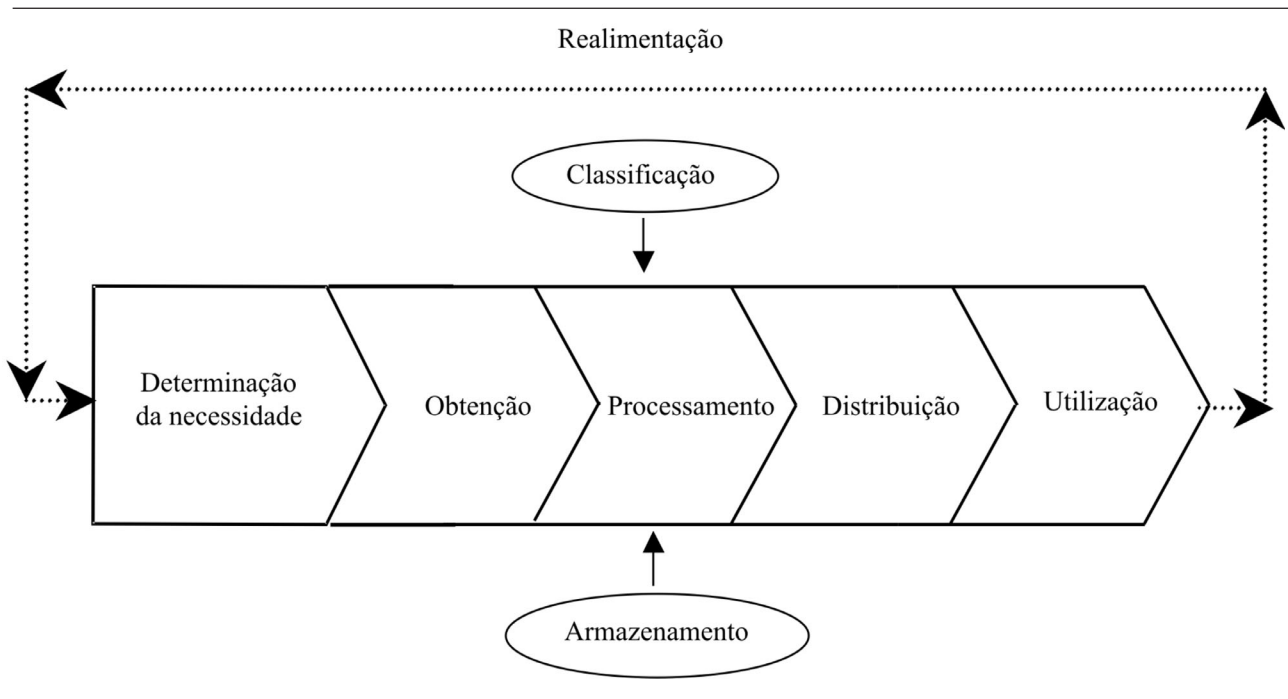 Realimentação
Classificação
Determinação
da necessidade
Obtenção
Processamento
Distribuição
Utilização
Armazenamento